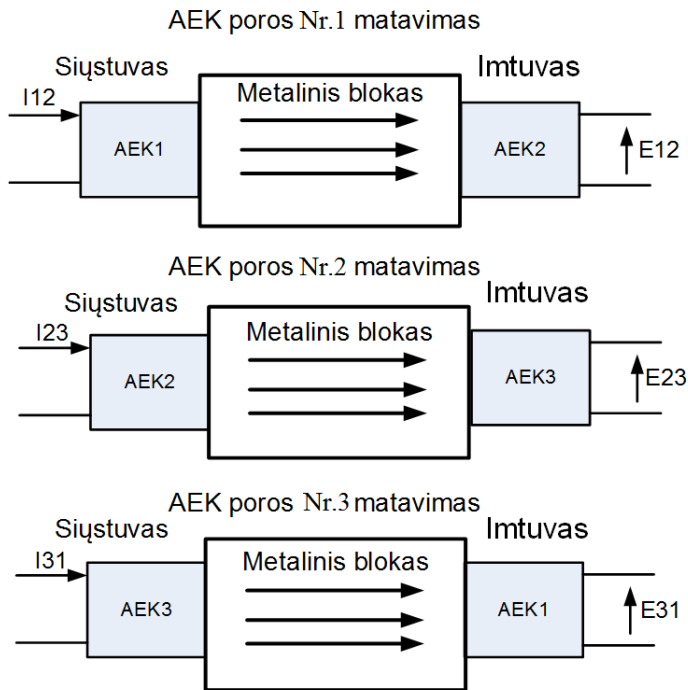 AEK poros Nr.1 matavimas
Siųstuvas
Imtuvas
I12
Metalinis blokas
AEK1
AEK2
E12
AEK poros Nr.2 matavimas
Siųstuvas
Imtuvas
I23
Metalinis blokas
AEK2
AEK3
E23
AEK poros Nr.3 matavimas
Siųstuvas
Imtuvas
I31
Metalinis blokas
AEK3
AEK1
E31